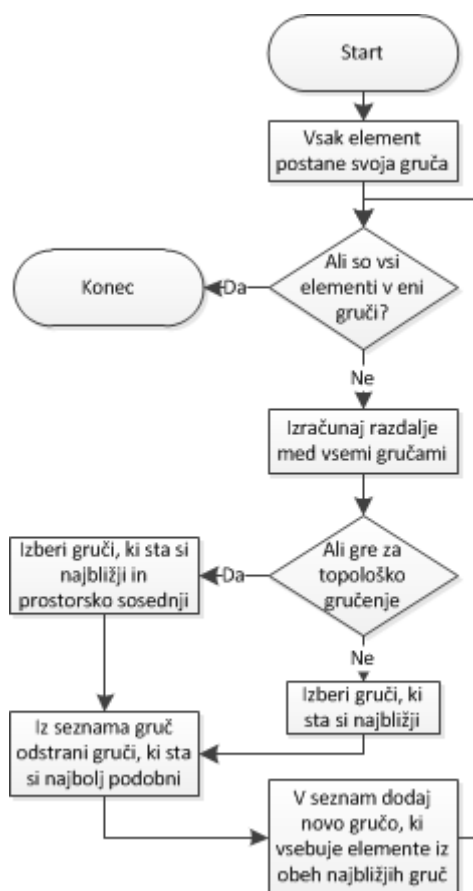 Start
Vsak element
postane svoja gruča
Ali so vsi
elementi v eni
gruči?
Da
Konec
Ne
Izračunaj razdalje
med vsemi gručami
Ali gre za
topološko
gručenje
Da
Izberi gruči, ki sta si
najbližji in
prostorsko sosednji
Ne
Izberi gruči, ki
sta si najbližji
Iz seznama gruč
odstrani gruči, ki sta
si najbolj podobni
V seznam dodaj
novo gručo, ki
vsebuje elemente iz
obeh najbližjih gruč